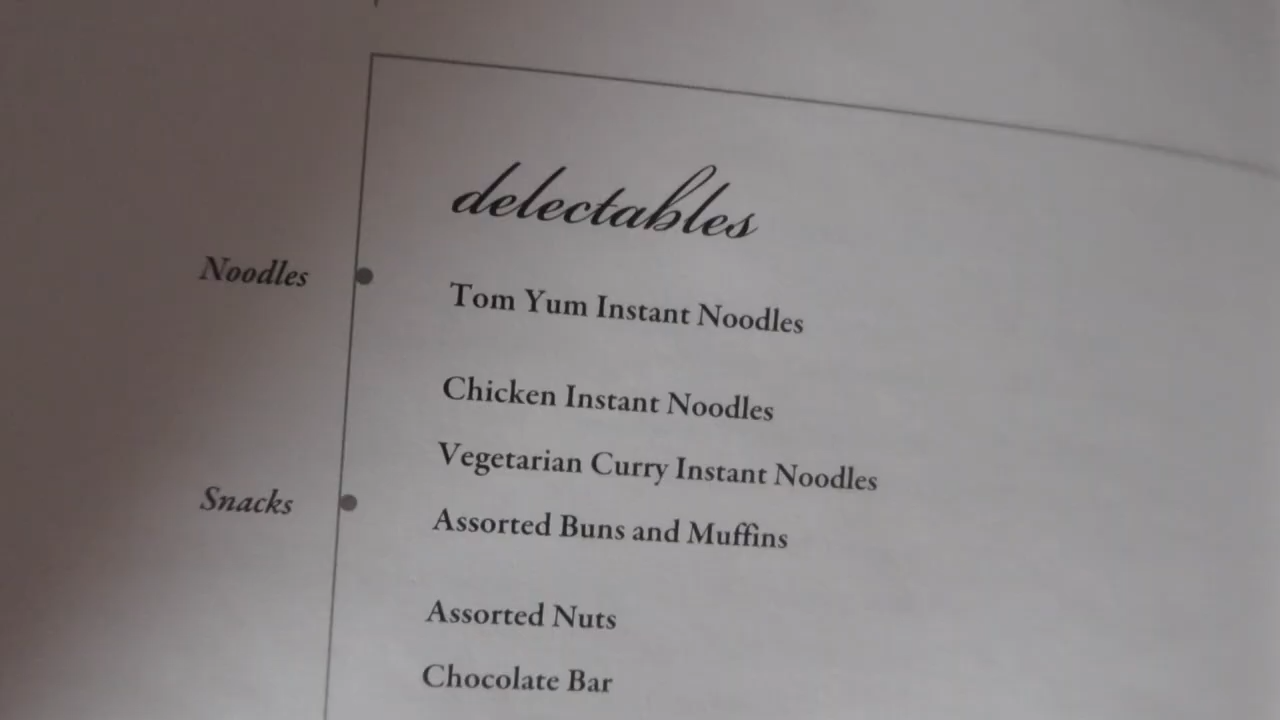 delectables
Noodles
Tom Yum Instant Noodles
Chicken Instant Noodles
Vegetarian Curry Instant Noodles
Snacks
Assorted Buns and Muffins
Assorted Nuts
Chocolate Bar